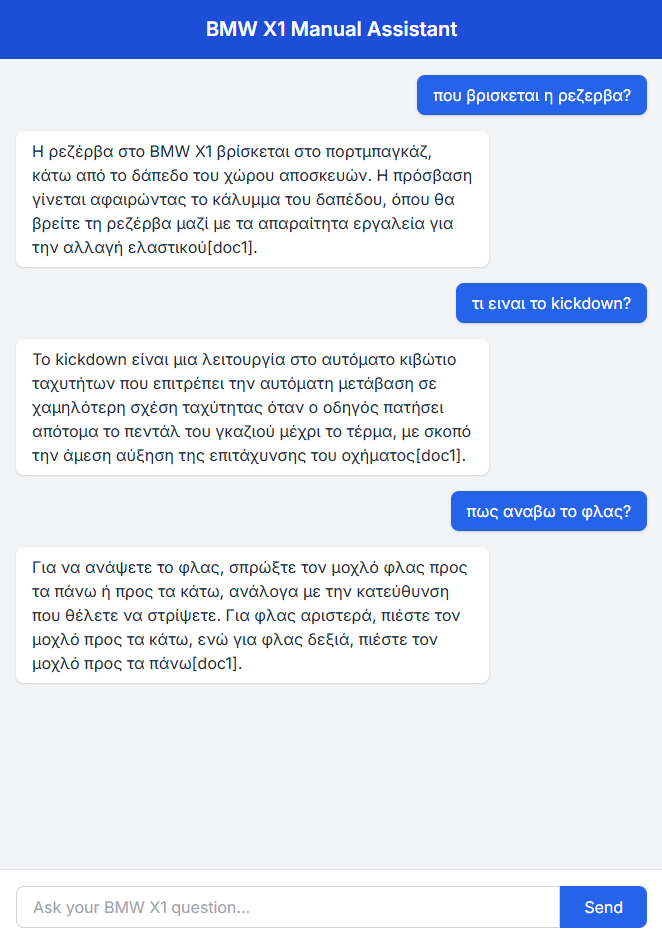 BMW X1 Manual Assistant
που βρισκεται η ρεζερβα?
Η ρεζέρβα στο BMW X1 βρίσκεται στο πορτμπαγκάζ,
κάτω από το δάπεδο του χώρου αποσκευών. Η πρόσβαση
γίνεται αφαιρώντας το κάλυμμα του δαπέδου, όπου θα
βρείτε τη ρεζέρβα μαζί με τα απαραίτητα εργαλεία για
την αλλαγή ελαστικού[doc1].
τι ειναι το kickdown?
Το kickdown είναι μια λειτουργία στο αυτόματο κιβώτιο
ταχυτήτων που επιτρέπει την αυτόματη μετάβαση σε
χαμηλότερη σχέση ταχύτητας όταν ο οδηγός πατήσει
απότομα το πεντάλ του γκαζιού μέχρι το τέρμα, με σκοπό
την άμεση αύξηση της επιτάχυνσης του οχήματος[doc1].
πως αναβω το φλας?
Για να ανάψετε το φλας, σπρώξτε τον μοχλό φλας προς
τα πάνω ή προς τα κάτω, ανάλογα με την κατεύθυνση
που θέλετε να στρίψετε. Για φλας αριστερά, πιέστε τον
μοχλό προς τα κάτω, ενώ για φλας δεξιά, πιέστε τον
μοχλό προς τα πάνω[doc1].
Ask your BMW X1 question...
Send